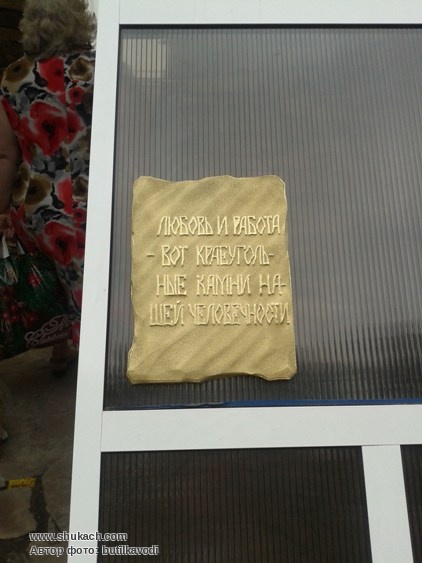 ЛЮБОВЬ И РАБОТА
- ВОТ КРАЕУГОЛЬ-
НЫЕ КАМНИ НА-
ШЕЙ ЧЕЛОВЕЧНОСТИ
www.shukach.com
Автор фото: butilkavodi